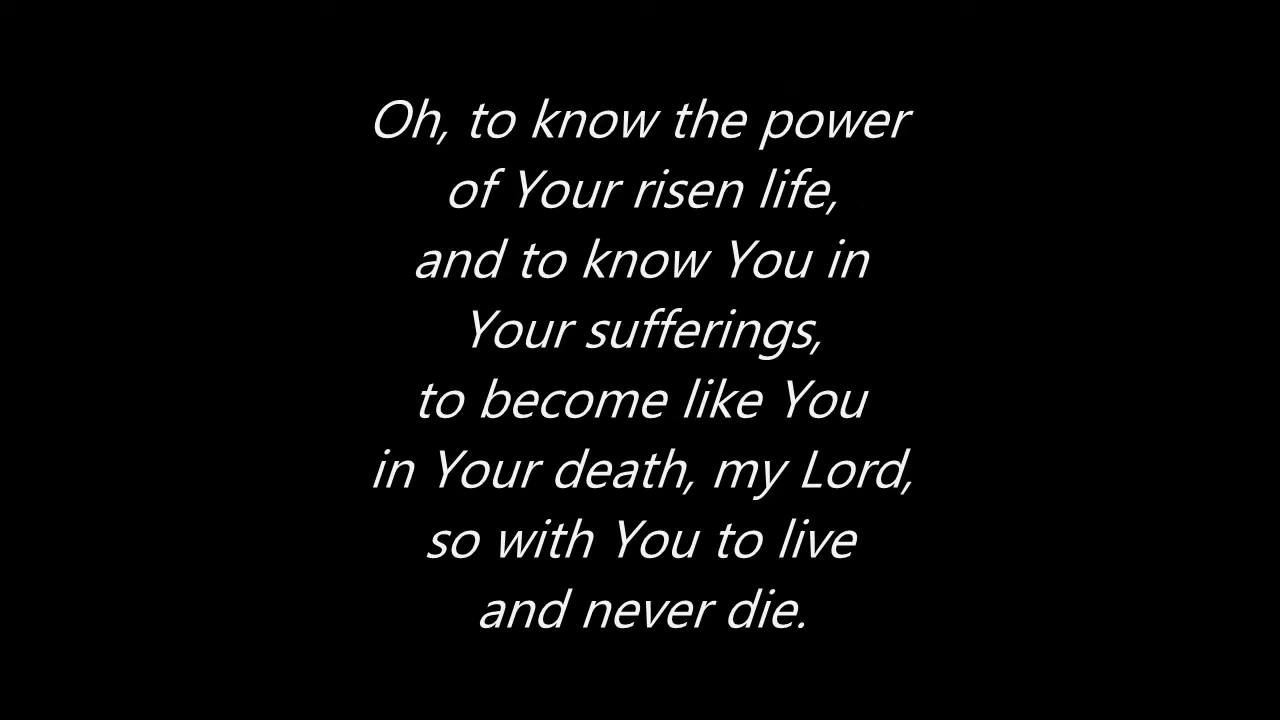 Oh, to know the power
of Your risen life,
and to know You in
Your sufferings,
to become like You
in Your death, my Lord,
so with You to live
and never die.